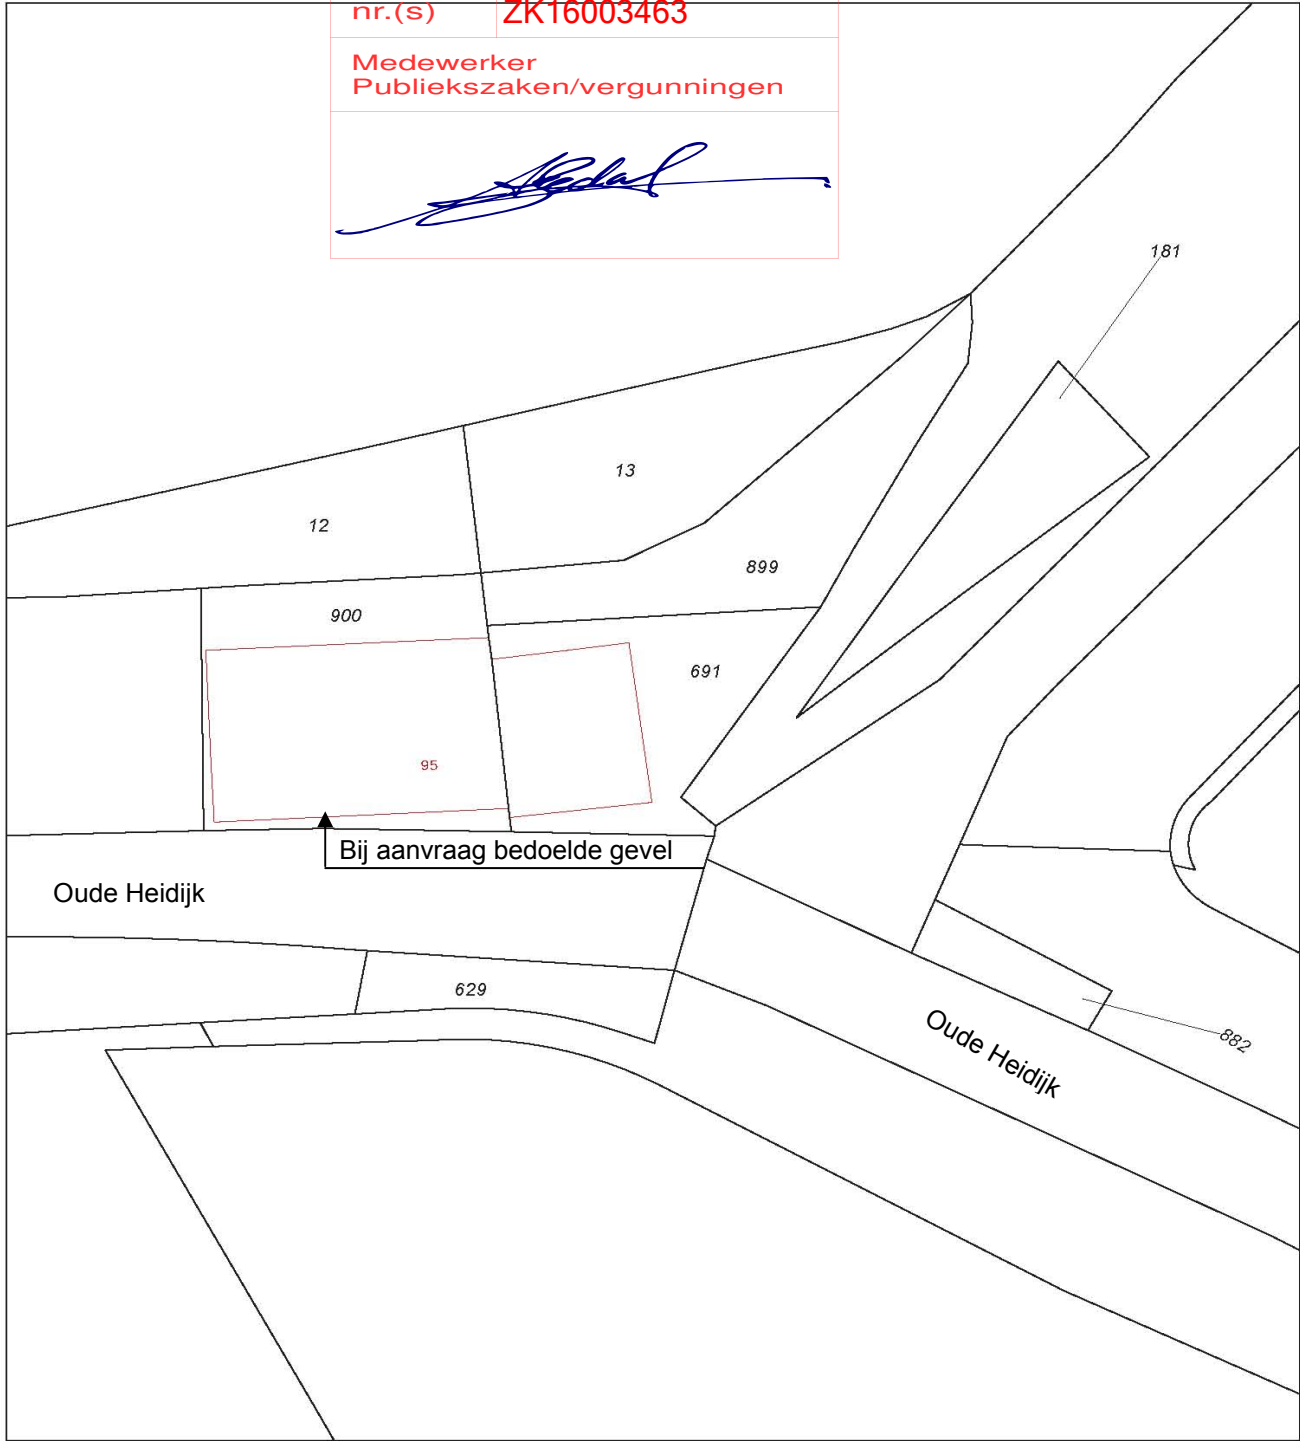 nr.(s) ZK16003463
Medewerker
Publiekszaken/vergunningen
181
13
12
899
900
691
95
Bij aanvraag bedoelde gevel
Oude Heidijk
629
Oude Heidijk
882